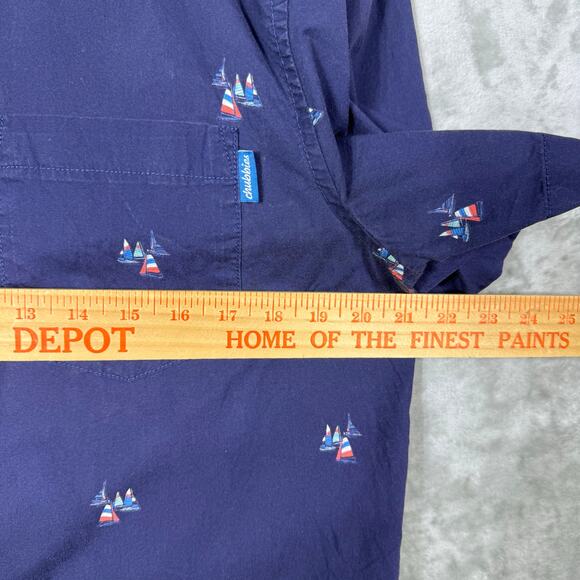 chubbies
13 14 15 16 17 18 19 20 21 22 23 24 25
DEPOT HOME OF THE FINEST PAINTS